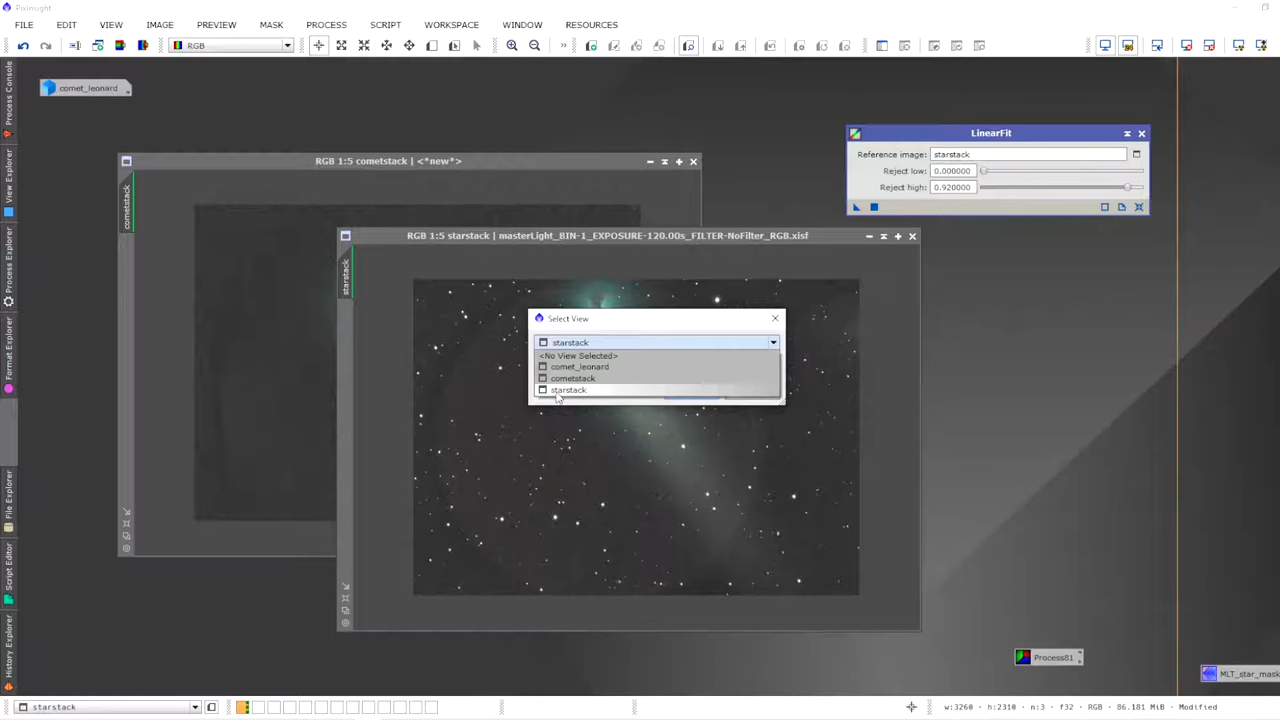 PixInsight
FILE EDIT VIEW IMAGE PREVIEW MASK PROCESS SCRIPT WORKSPACE WINDOW RESOURCES
RGB
Process Console
View Explorer
Process Explorer
Format Explorer
File Explorer
Script Editor
History Explorer
comet_leonard
RGB 1:5 cometstack | <*new*>
cometstack
LinearFit
Reference image: starstack
Reject low: 0.000000
Reject high: 0.920000
RGB 1:5 starstack | masterLight_BIN-1_EXPOSURE-120.00s_FILTER-NoFilter_RGB.xisf
starstack
Select View
starstack
<No View Selected>
comet_leonard
cometstack
starstack
Process81
MLT_star_mask
starstack
w:3260 h:2310 n:3 f32 RGB 86.181 MiB Modified